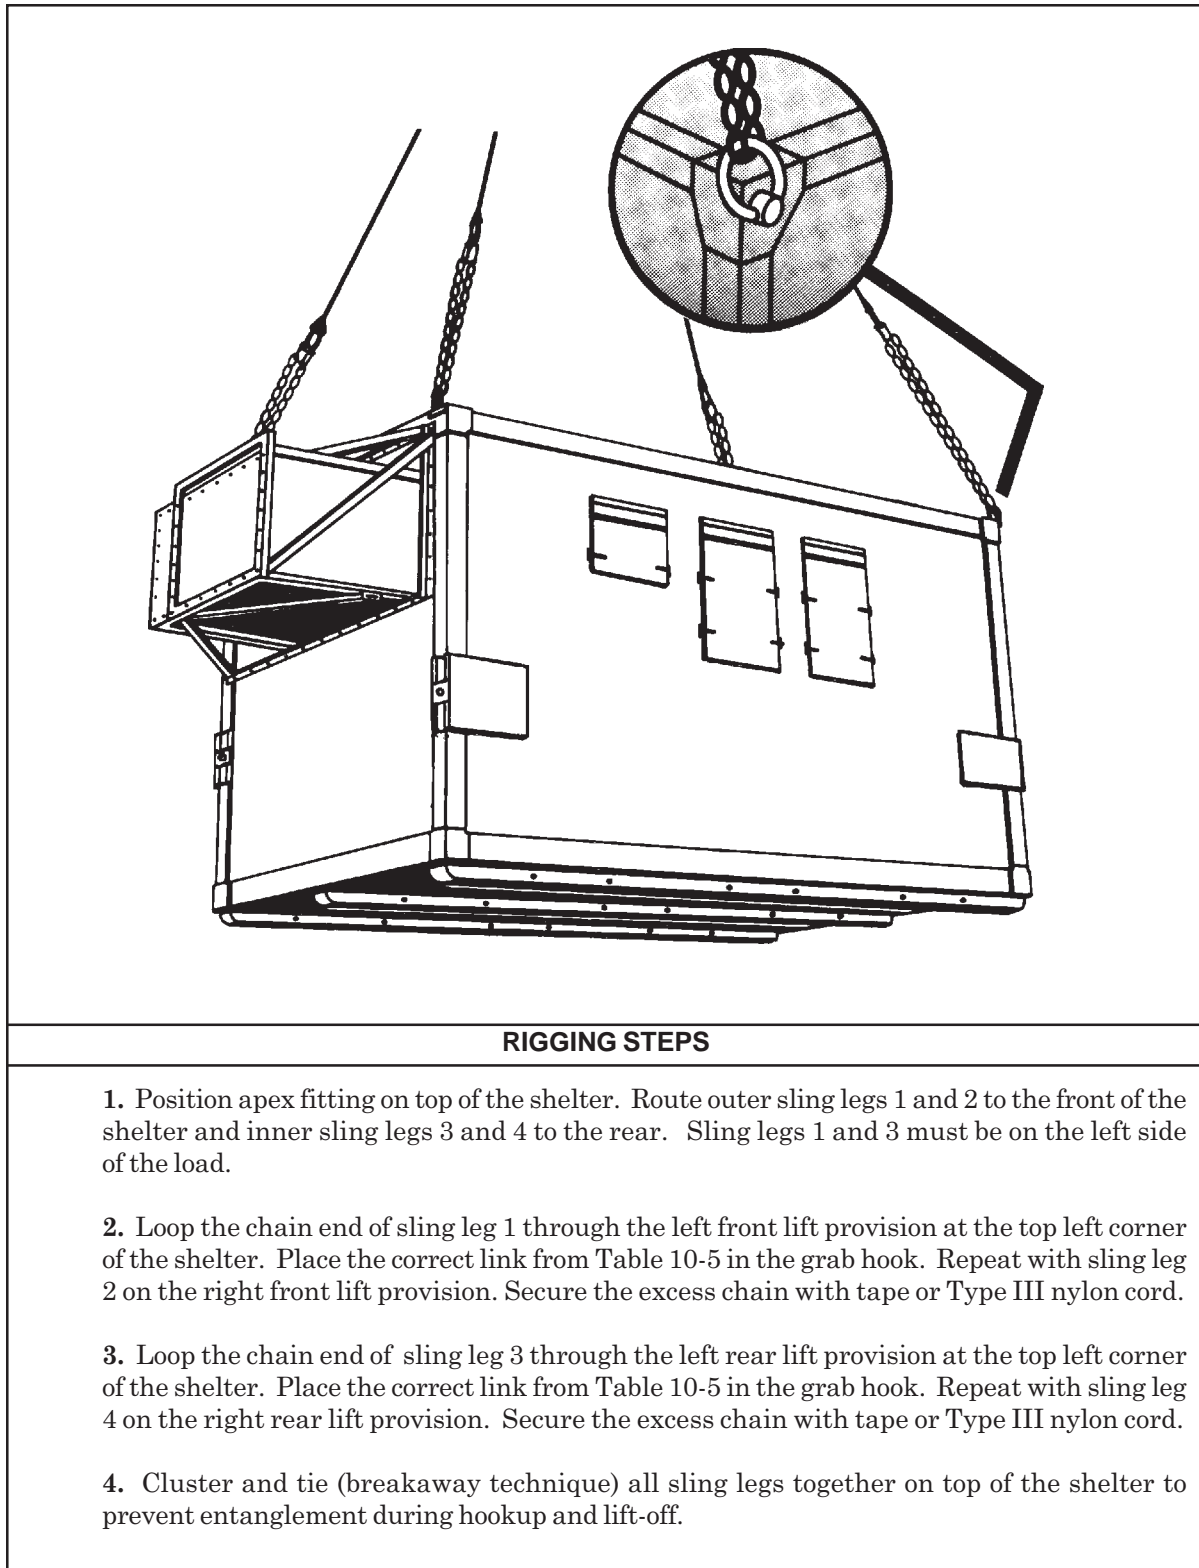 RIGGING STEPS
1. Position apex fitting on top of the shelter. Route outer sling legs 1 and 2 to the front of the
shelter and inner sling legs 3 and 4 to the rear. Sling legs 1 and 3 must be on the left side
of the load.
2. Loop the chain end of sling leg 1 through the left front lift provision at the top left corner
of the shelter. Place the correct link from Table 10-5 in the grab hook. Repeat with sling leg
2 on the right front lift provision. Secure the excess chain with tape or Type III nylon cord.
3. Loop the chain end of sling leg 3 through the left rear lift provision at the top left corner
of the shelter. Place the correct link from Table 10-5 in the grab hook. Repeat with sling leg
4 on the right rear lift provision. Secure the excess chain with tape or Type III nylon cord.
4. Cluster and tie (breakaway technique) all sling legs together on top of the shelter to
prevent entanglement during hookup and lift-off.